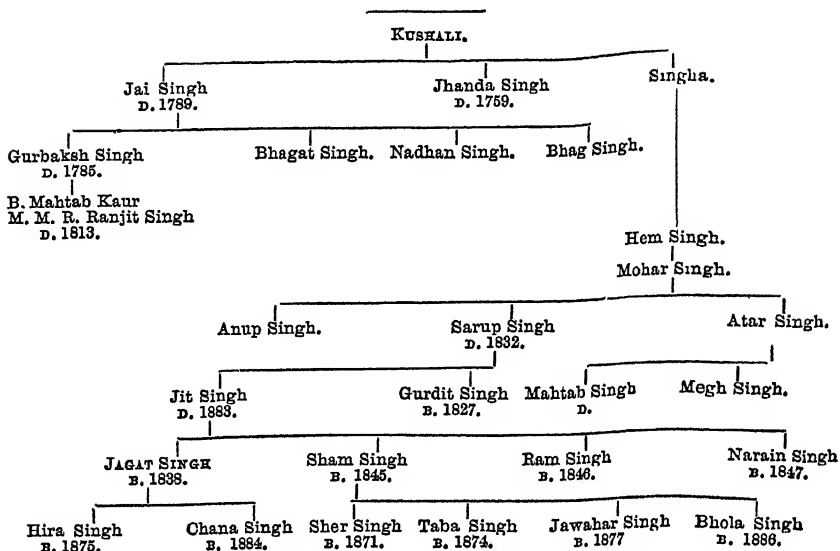 KUSHALI.
Jai Singh
D. 1789.
Jhanda Singh
D. 1759.
Singha.
Gurbaksh Singh
D. 1785.
Bhagat Singh.
Nadhan Singh.
Bhag Singh.
B. Mahtab Kaur
M. M. R. Ranjit Singh
D. 1813.
Hem Singh.
Mohar Singh.
Anup Singh.
Sarup Singh
D. 1832.
Atar Singh.
Jit Singh
D. 1883.
Gurdit Singh
B. 1827.
Mahtab Singh
D.
Megh Singh.
JAGAT SINGH
B. 1838.
Sham Singh
B. 1845.
Ram Singh
B. 1846.
Narain Singh
B. 1847.
Hira Singh
B. 1875.
Chana Singh
B. 1884.
Sher Singh
B. 1871.
Taba Singh
B. 1874.
Jawahar Singh
B. 1877
Bhola Singh
B. 1886.